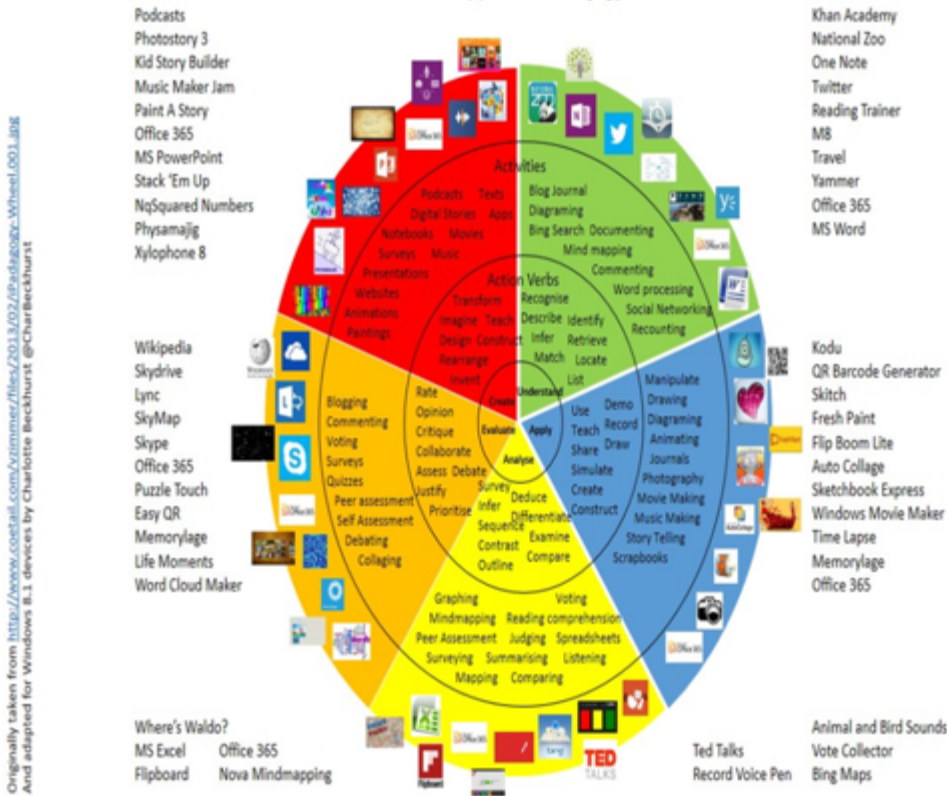 Originally taken from http://www.coetail.com/vzimmer/files/2013/02/iPadagogy-Wheel.001.jpg
And adapted for Windows 8.1 devices by Charlotte Beckhurst @CharBeckhurst
Podcasts
Photostory 3
Kid Story Builder
Music Maker Jam
Paint A Story
Office 365
MS PowerPoint
Stack 'Em Up
NqSquared Numbers
Physamajig
Xylophone 8
Khan Academy
National Zoo
One Note
Twitter
Reading Trainer
M8
Travel
Yammer
Office 365
MS Word
Activities
Podcasts Texts
Digital Stories Apps
Notebooks Movies
Surveys Music
Presentations
Websites
Animations
Paintings
Blog Journal
Diagraming
Bing Search Documenting
Mind mapping
Commenting
Word processing
Social Networking
Recounting
Action Verbs
Transform
Imagine Teach
Design Construct
Rearrange
Invent
Recognise
Describe Identify
Infer Retrieve
Match Locate
List
Create
Understand
Evaluate
Apply
Analyse
Wikipedia
Skydrive
Lync
SkyMap
Skype
Office 365
Puzzle Touch
Easy QR
Memorylage
Life Moments
Word Cloud Maker
Blogging
Commenting
Voting
Surveys
Quizzes
Peer assessment
Self Assessment
Debating
Collaging
Rate
Opinion
Critique
Collaborate
Assess Debate
Justify
Prioritise
Survey
Infer Deduce
Sequence Differentiate
Contrast Examine
Outline Compare
Use Demo
Teach Record
Share Draw
Simulate
Create
Construct
Manipulate
Drawing
Diagraming
Animating
Journals
Photography
Movie Making
Music Making
Story Telling
Scrapbooks
Kodu
QR Barcode Generator
Skitch
Fresh Paint
Flip Boom Lite
Auto Collage
Sketchbook Express
Windows Movie Maker
Time Lapse
Memorylage
Office 365
Graphing Voting
Mindmapping Reading comprehension
Peer Assessment Judging Spreadsheets
Surveying Summarising Listening
Mapping Comparing
Where's Waldo?
MS Excel Office 365
Flipboard Nova Mindmapping
Flipboard
bing
TED
TALKS
Ted Talks
Record Voice Pen
Animal and Bird Sounds
Vote Collector
Bing Maps